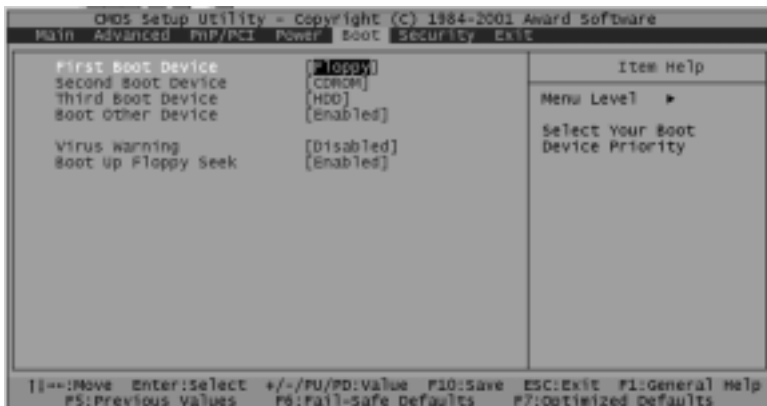 CMOS Setup Utility - Copyright (C) 1984-2001 Award Software
Main Advanced PnP/PCI Power Boot Security Exit
First Boot Device [Floppy]
Second Boot Device [CDROM]
Third Boot Device [HDD]
Boot Other Device [Enabled]
Virus Warning [Disabled]
Boot Up Floppy Seek [Enabled]
Item Help
Menu Level ►
Select Your Boot
Device Priority
↑↓→←:Move Enter:Select +/-/PU/PD:Value F10:Save ESC:Exit F1:General Help
F5:Previous Values F6:Fail-Safe Defaults F7:Optimized Defaults